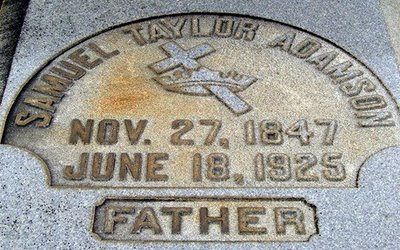 SAMUEL TAYLOR ADAMSON
NOV. 27, 1847
JUNE 18, 1925
FATHER